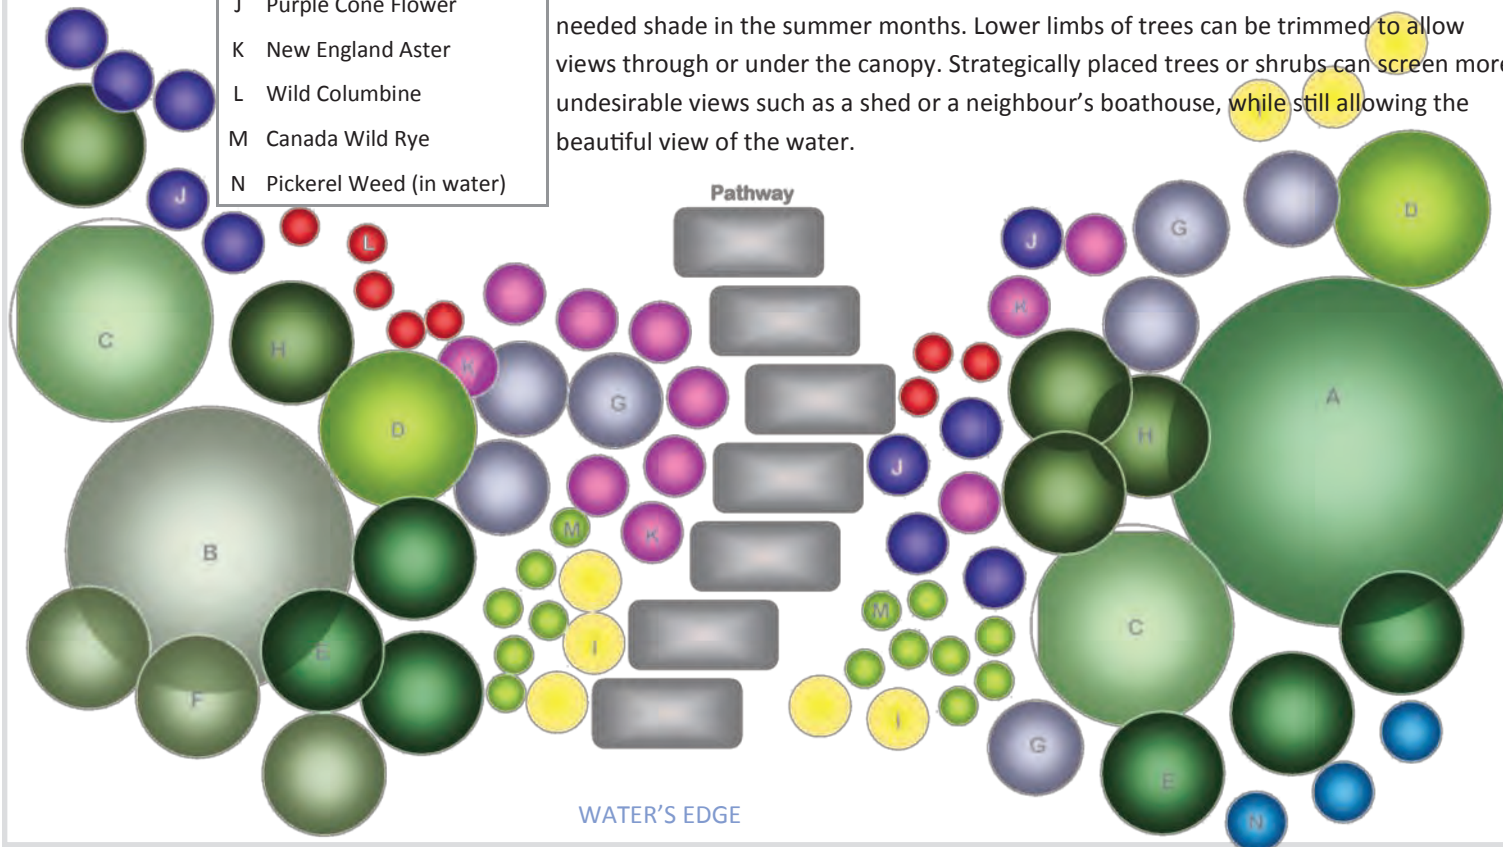 J Purple Cone Flower
K New England Aster
L Wild Columbine
M Canada Wild Rye
N Pickerel Weed (in water)
needed shade in the summer months. Lower limbs of trees can be trimmed to allow
views through or under the canopy. Strategically placed trees or shrubs can screen more
undesirable views such as a shed or a neighbour's boathouse, while still allowing the
beautiful view of the water.
Pathway
J
L
C
H
K
G
D
M
K
B
I
E
F
J
K
G
D
A
H
J
M
C
I
G
E
N
WATER'S EDGE